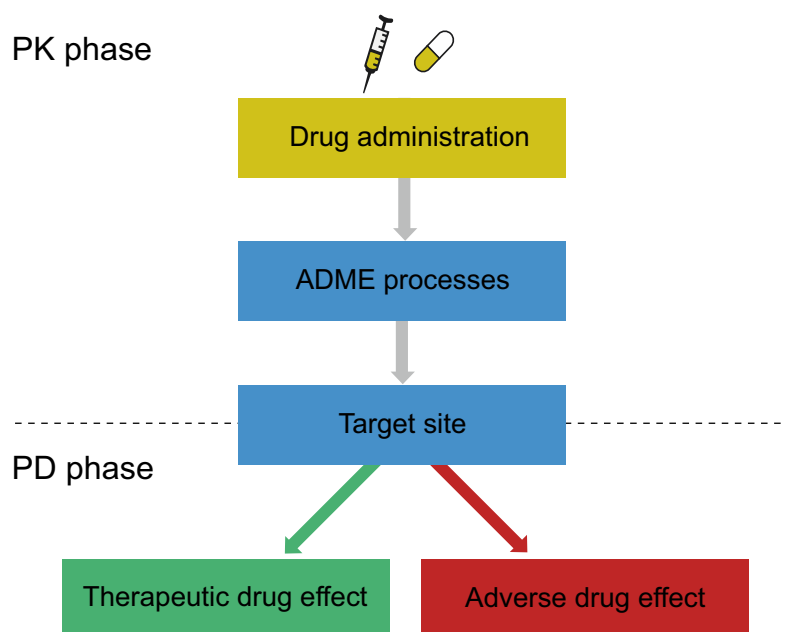 PK phase
Drug administration
ADME processes
Target site
PD phase
Therapeutic drug effect
Adverse drug effect